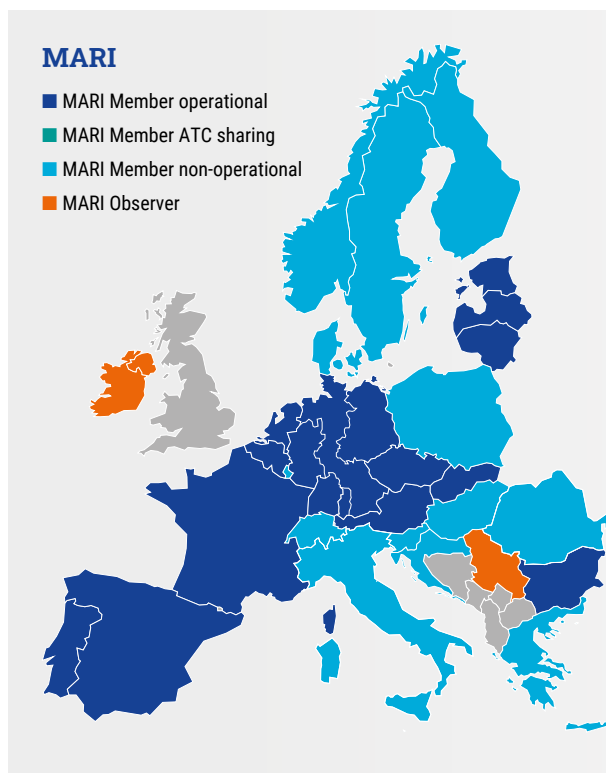 MARI
MARI Member operational
MARI Member ATC sharing
MARI Member non-operational
MARI Observer